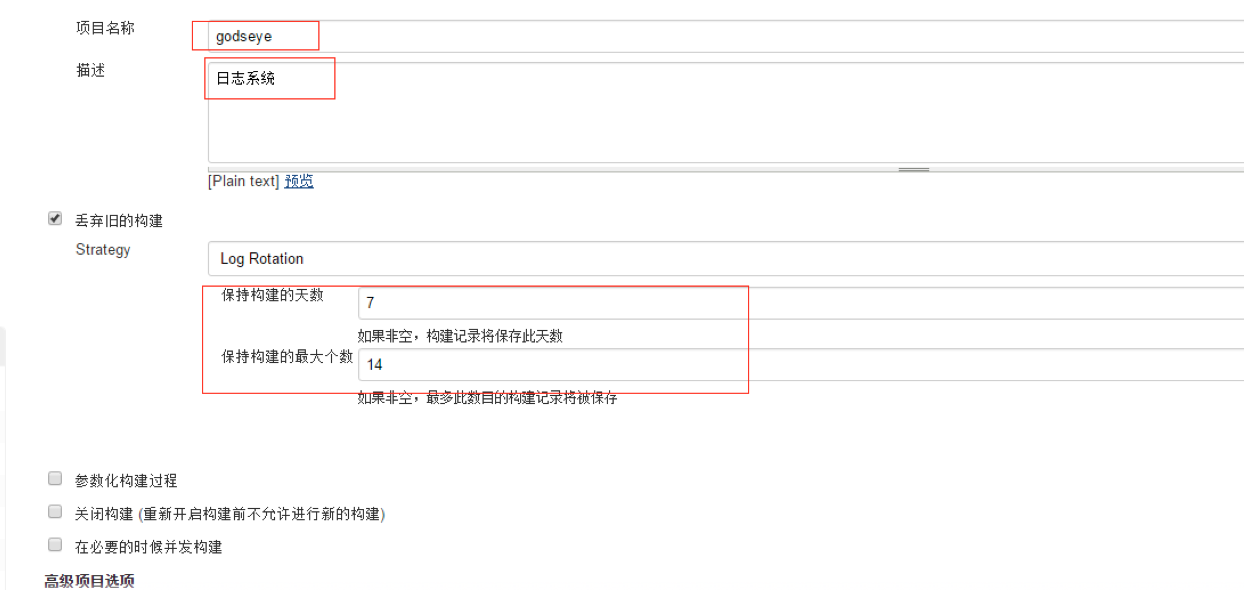 项目名称
godseye
描述
日志系统
[Plain text] 预览
丢弃旧的构建
Strategy
Log Rotation
保持构建的天数
7
如果非空，构建记录将保存此天数
保持构建的最大个数
14
如果非空，最多此数目的构建记录将被保存
参数化构建过程
关闭构建 (重新开启构建前不允许进行新的构建)
在必要的时候并发构建
高级项目选项